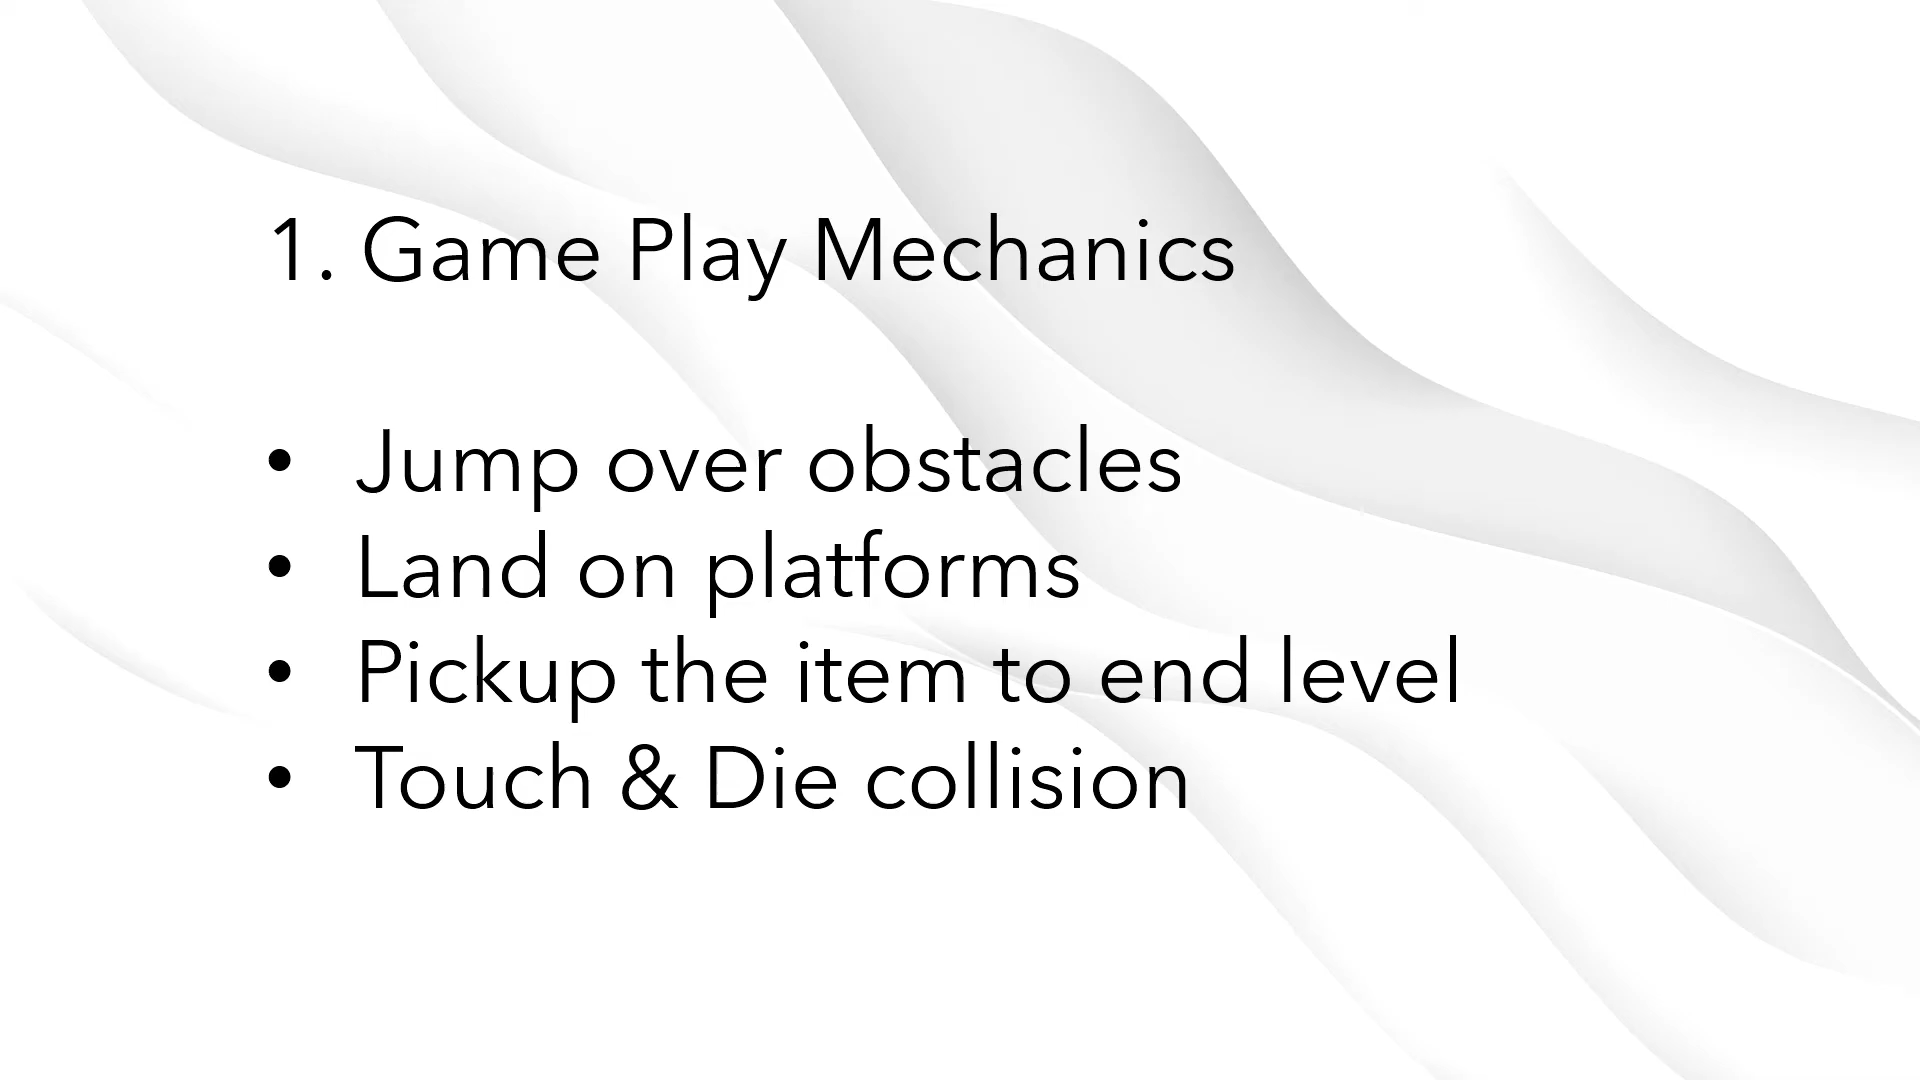 1. Game Play Mechanics
• Jump over obstacles
• Land on platforms
• Pickup the item to end level
• Touch & Die collision